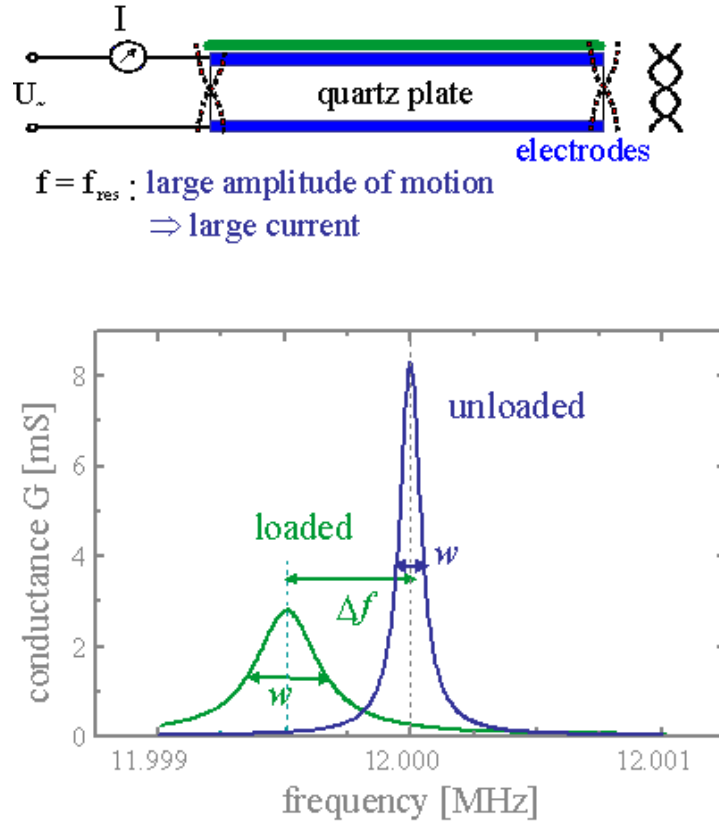 I
U~
quartz plate
electrodes
f = f_res : large amplitude of motion
⇒ large current
8
6
4
2
0
conductance G [mS]
unloaded
loaded
w
Δf
w
11.999
12.000
12.001
frequency [MHz]